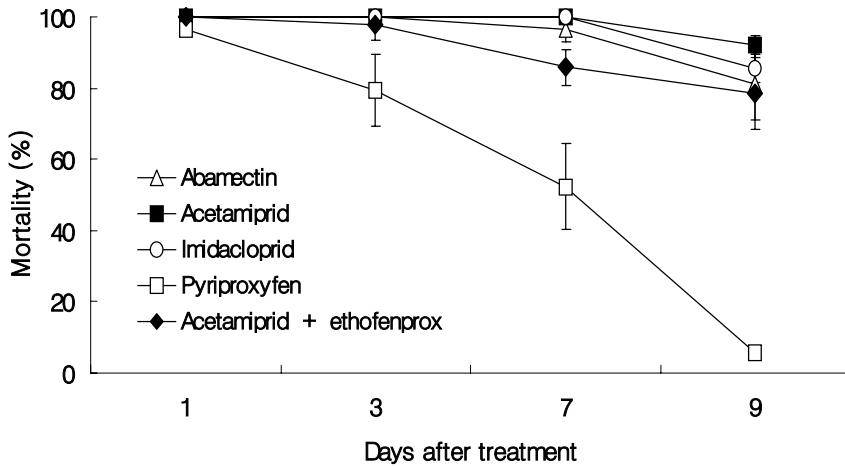 100
80
60
40
20
0
Mortality (%)
Abamectin
Acetamiprid
Imidacloprid
Pyriproxyfen
Acetamiprid + ethofenprox
1 3 7 9
Days after treatment